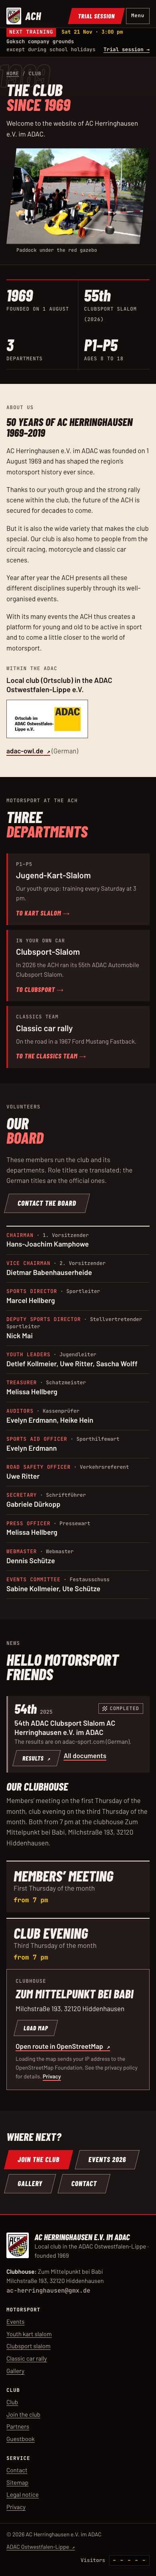 ACH
TRIAL SESSION
Menu
NEXT TRAINING Sat 21 Nov · 3:00 pm
Goksch company grounds
except during school holidays Trial session →
1969
HOME / CLUB
THE CLUB
SINCE 1969
Welcome to the website of AC Herringhausen
e.V. im ADAC.
Paddock under the red gazebo
1969
FOUNDED ON 1 AUGUST
55th
CLUBSPORT SLALOM
(2026)
3
DEPARTMENTS
P1–P5
AGES 8 TO 18
ABOUT US
50 YEARS OF AC HERRINGHAUSEN
1969–2019
AC Herringhausen e.V. im ADAC was founded on 1
August 1969 and has shaped the region's
motorsport history ever since.
Thanks to our youth group and the strong rally
scene within the club, the honour of our ACH is
secured for decades to come.
But it is also the wide variety that makes the club
special. Our club is also home to people in
circuit racing, motorcycle and also the classic car
scenes.
Year after year the ACH presents all these
different disciplines superbly through its well-
organised events.
With its many events the ACH thus creates a
platform for young and old to be active in sport
and to come a little closer to the world of
motorsport.
WITHIN THE ADAC
Local club (Ortsclub) in the ADAC
Ostwestfalen-Lippe e.V.
Ortsclub im
ADAC Ostwestfalen-
Lippe e.V.
ADAC
adac-owl.de ↗ (German)
MOTORSPORT AT THE ACH
THREE
DEPARTMENTS
P1–P5
Jugend-Kart-Slalom
Our youth group: training every Saturday at 3
pm.
TO KART SLALOM →
IN YOUR OWN CAR
Clubsport-Slalom
In 2026 the ACH ran its 55th ADAC Automobile
Clubsport Slalom.
TO CLUBSPORT →
CLASSICS TEAM
Classic car rally
On the road in a 1967 Ford Mustang Fastback.
TO THE CLASSICS TEAM →
VOLUNTEERS
OUR
BOARD
These members run the club and its
departments. Role titles are translated; the
German titles are the official ones.
CONTACT THE BOARD
CHAIRMAN · 1. Vorsitzender
Hans-Joachim Kamphowe
VICE CHAIRMAN · 2. Vorsitzender
Dietmar Babenhauserheide
SPORTS DIRECTOR · Sportleiter
Marcel Hellberg
DEPUTY SPORTS DIRECTOR · Stellvertretender
Sportleiter
Nick Mai
YOUTH LEADERS · Jugendleiter
Detlef Kollmeier, Uwe Ritter, Sascha Wolff
TREASURER · Schatzmeister
Melissa Hellberg
AUDITORS · Kassenprüfer
Evelyn Erdmann, Heike Hein
SPORTS AID OFFICER · Sporthilfewart
Evelyn Erdmann
ROAD SAFETY OFFICER · Verkehrsreferent
Uwe Ritter
SECRETARY · Schriftführer
Gabriele Dürkopp
PRESS OFFICER · Pressewart
Melissa Hellberg
WEBMASTER · Webmaster
Dennis Schütze
EVENTS COMMITTEE · Festausschuss
Sabine Kollmeier, Ute Schütze
NEWS
HELLO MOTORSPORT
FRIENDS
54th 2025
COMPLETED
54th ADAC Clubsport Slalom AC
Herringhausen e.V. im ADAC
The results are on adac-sport.com (German).
RESULTS ↗
All documents
OUR CLUBHOUSE
Members' meeting on the first Thursday of the
month, club evening on the third Thursday of the
month. Both from 7 pm at the clubhouse Zum
Mittelpunkt bei Babi, Milchstraße 193, 32120
Hiddenhausen.
MEMBERS' MEETING
First Thursday of the month
from 7 pm
CLUB EVENING
Third Thursday of the month
from 7 pm
CLUBHOUSE
ZUM MITTELPUNKT BEI BABI
Milchstraße 193, 32120 Hiddenhausen
LOAD MAP
Open route in OpenStreetMap ↗
Loading the map sends your IP address to the
OpenStreetMap Foundation. See the privacy policy
for details. Privacy
WHERE NEXT?
JOIN THE CLUB
EVENTS 2026
GALLERY
CONTACT
AC HERRINGHAUSEN E.V. IM ADAC
Local club in the ADAC Ostwestfalen-Lippe ·
founded 1969
Clubhouse: Zum Mittelpunkt bei Babi
Milchstraße 193, 32120 Hiddenhausen
ac-herringhausen@gmx.de
MOTORSPORT
Events
Youth kart slalom
Clubsport slalom
Classic car rally
Gallery
CLUB
Club
Join the club
Partners
Guestbook
SERVICE
Contact
Sitemap
Legal notice
Privacy
© 2026 AC Herringhausen e.V. im ADAC
ADAC Ostwestfalen-Lippe ↗
Visitors – – – – –